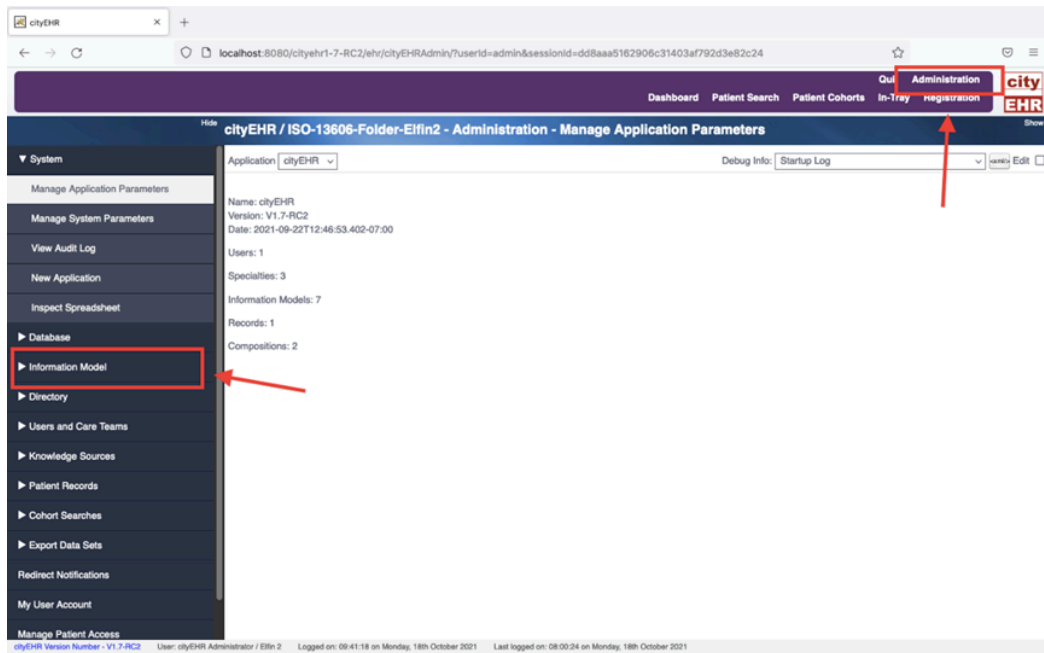 cityEHR × +
localhost:8080/cityehr1-7-RC2/ehr/cityEHRAdmin/?userId=admin&sessionId=dd8aaa5162906c31403af792d3e82c24
Qui Administration
Dashboard Patient Search Patient Cohorts In-Tray Registration
city
EHR
Hide cityEHR / ISO-13606-Folder-Elfin2 - Administration - Manage Application Parameters Show
▼ System
Application cityEHR Debug Info: Startup Log Edit
Manage Application Parameters
Manage System Parameters
View Audit Log
New Application
Inspect Spreadsheet
▶ Database
▶ Information Model
▶ Directory
▶ Users and Care Teams
▶ Knowledge Sources
▶ Patient Records
▶ Cohort Searches
▶ Export Data Sets
Redirect Notifications
My User Account
Manage Patient Access
Name: cityEHR
Version: V1.7-RC2
Date: 2021-09-22T12:46:53.402-07:00
Users: 1
Specialties: 3
Information Models: 7
Records: 1
Compositions: 2
cityEHR Version Number - V1.7-RC2 User: cityEHR Administrator / Elfin 2 Logged on: 09:41:18 on Monday, 18th October 2021 Last logged on: 08:00:24 on Monday, 18th October 2021